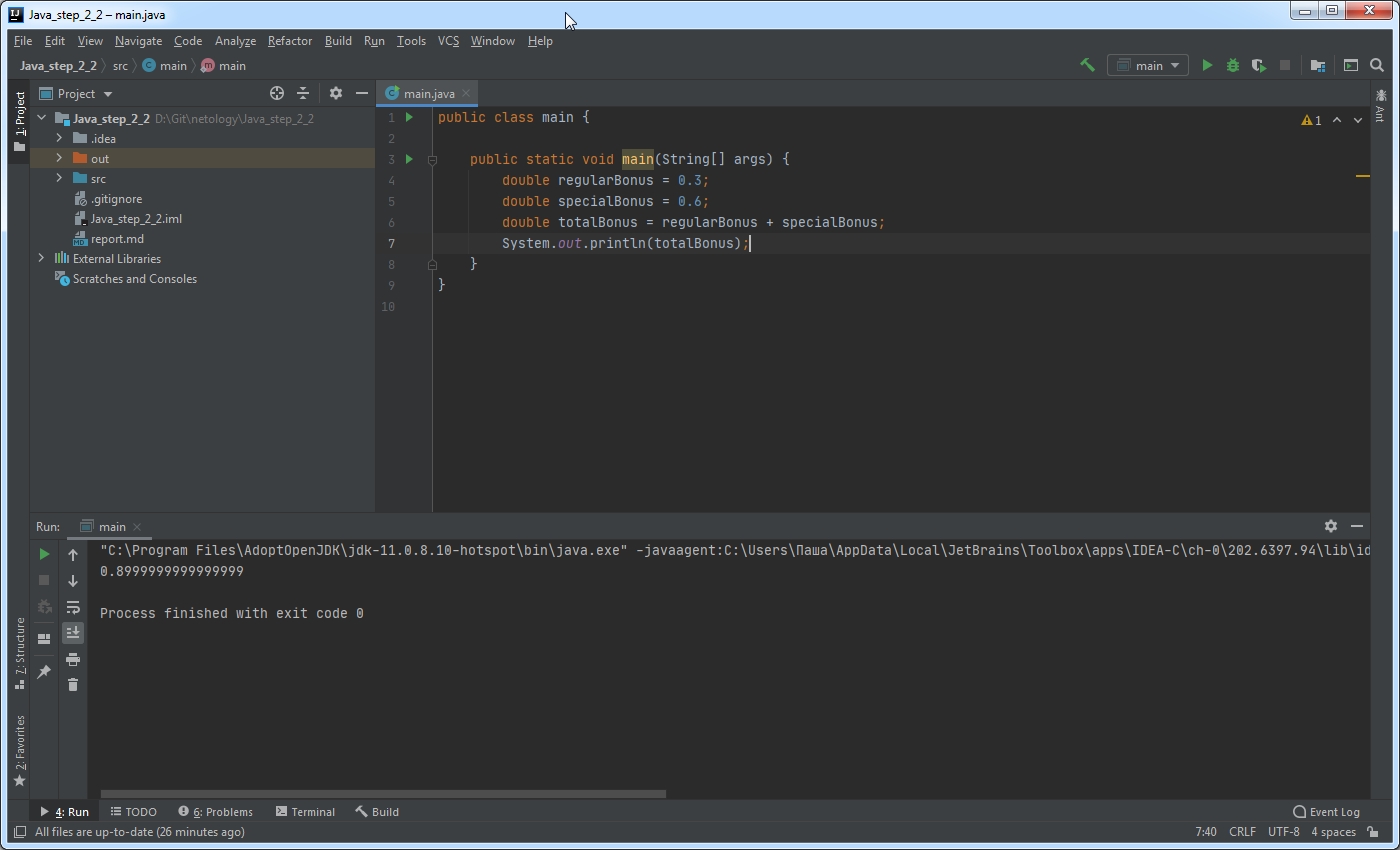 Java_step_2_2 – main.java
File Edit View Navigate Code Analyze Refactor Build Run Tools VCS Window Help
Java_step_2_2 src main main
main
1: Project
Project
Java_step_2_2 D:\Git\netology\Java_step_2_2
.idea
out
src
.gitignore
Java_step_2_2.iml
report.md
External Libraries
Scratches and Consoles
main.java
1 public class main {
2
3 public static void main(String[] args) {
4 double regularBonus = 0.3;
5 double specialBonus = 0.6;
6 double totalBonus = regularBonus + specialBonus;
7 System.out.println(totalBonus);
8 }
9 }
10
1
Ant
Run: main
"C:\Program Files\AdoptOpenJDK\jdk-11.0.8.10-hotspot\bin\java.exe" -javaagent:C:\Users\Паша\AppData\Local\JetBrains\Toolbox\apps\IDEA-C\ch-0\202.6397.94\lib\id
0.8999999999999999
Process finished with exit code 0
7: Structure
2: Favorites
4: Run TODO 6: Problems Terminal Build Event Log
All files are up-to-date (26 minutes ago) 7:40 CRLF UTF-8 4 spaces